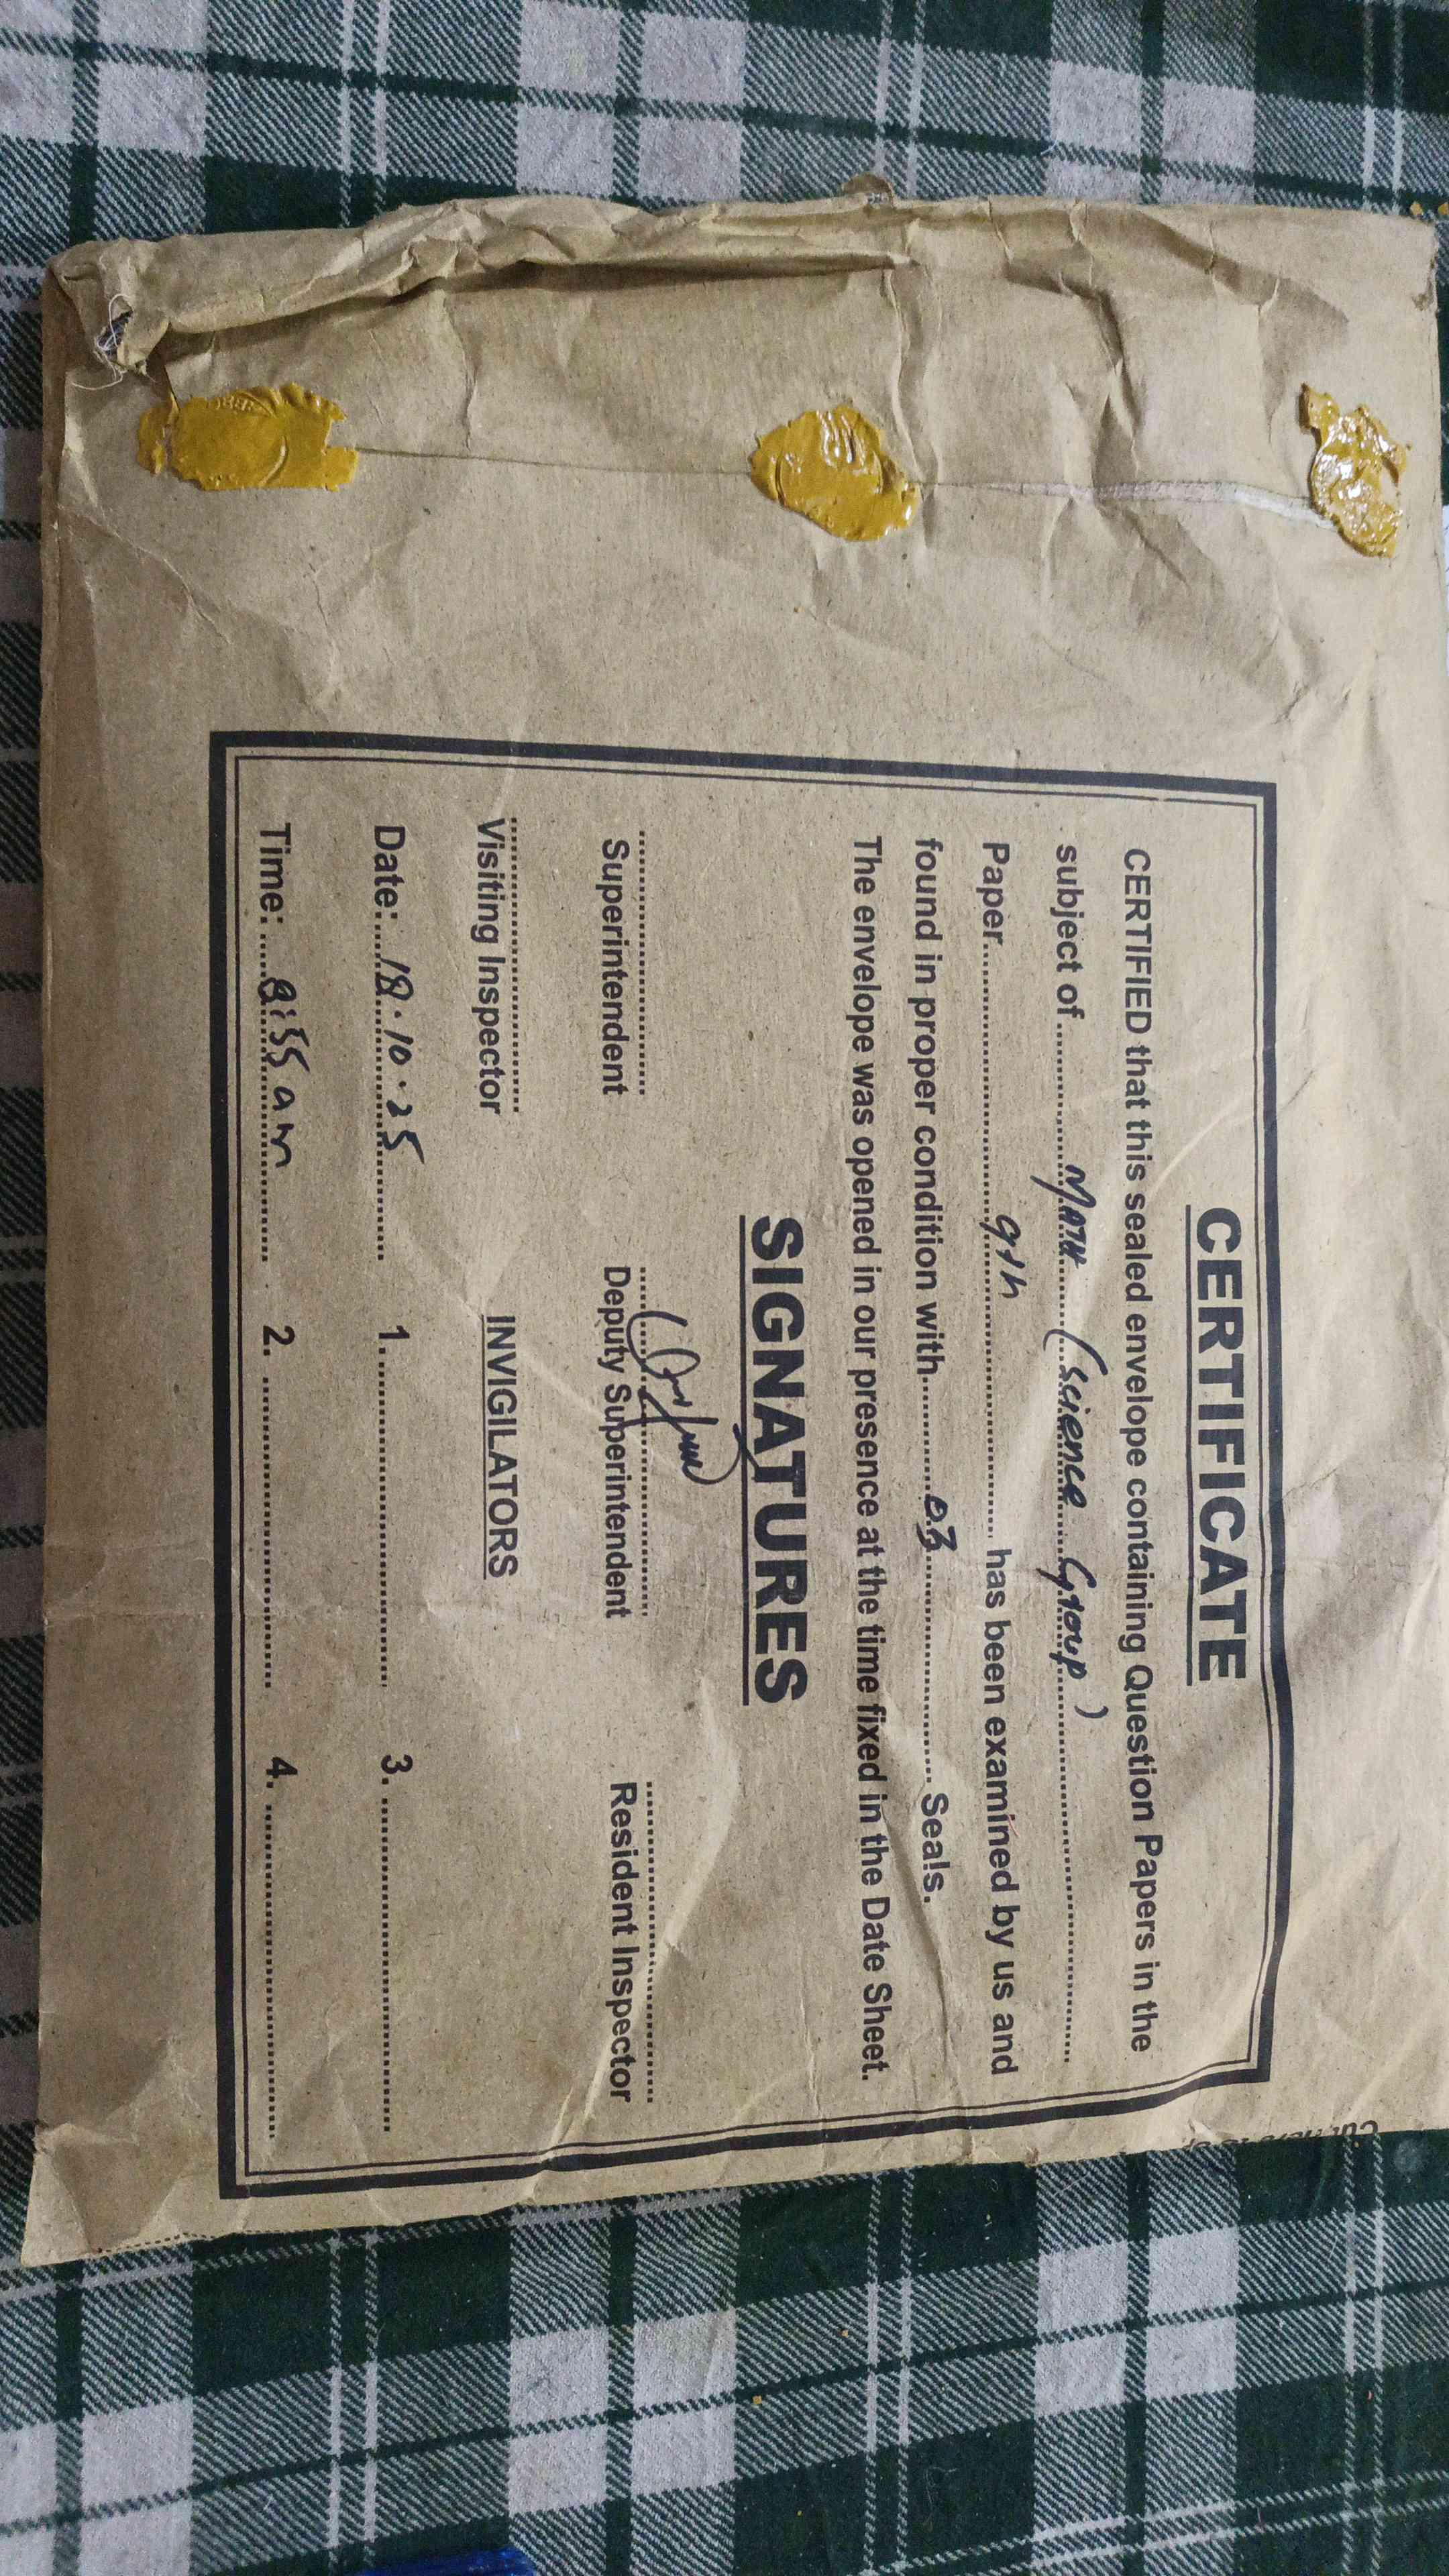 CERTIFICATE
CERTIFIED that this sealed envelope containing Question Papers in the
subject of........Math (Science Group)........
Paper........9th........ has been examined by us and
found in proper condition with........03........Seals.
The envelope was opened in our presence at the time fixed in the Date Sheet.
SIGNATURES
Superintendent Deputy Superintendent Resident Inspector
Visiting Inspector INVIGILATORS
Date:....18.10.25.... 1. ........ 3. ........
Time:....8:55 am.... 2. ........ 4. ........
Cut here to